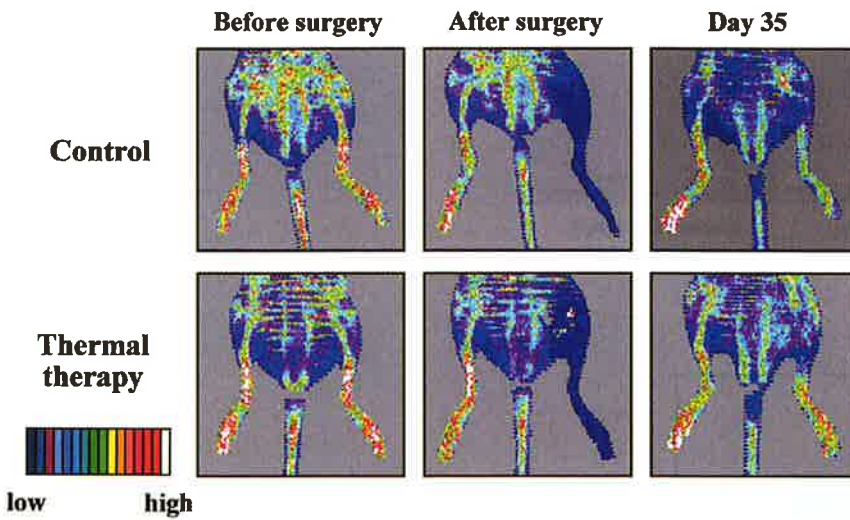 Before surgery
After surgery
Day 35
Control
Thermal
therapy
low
high